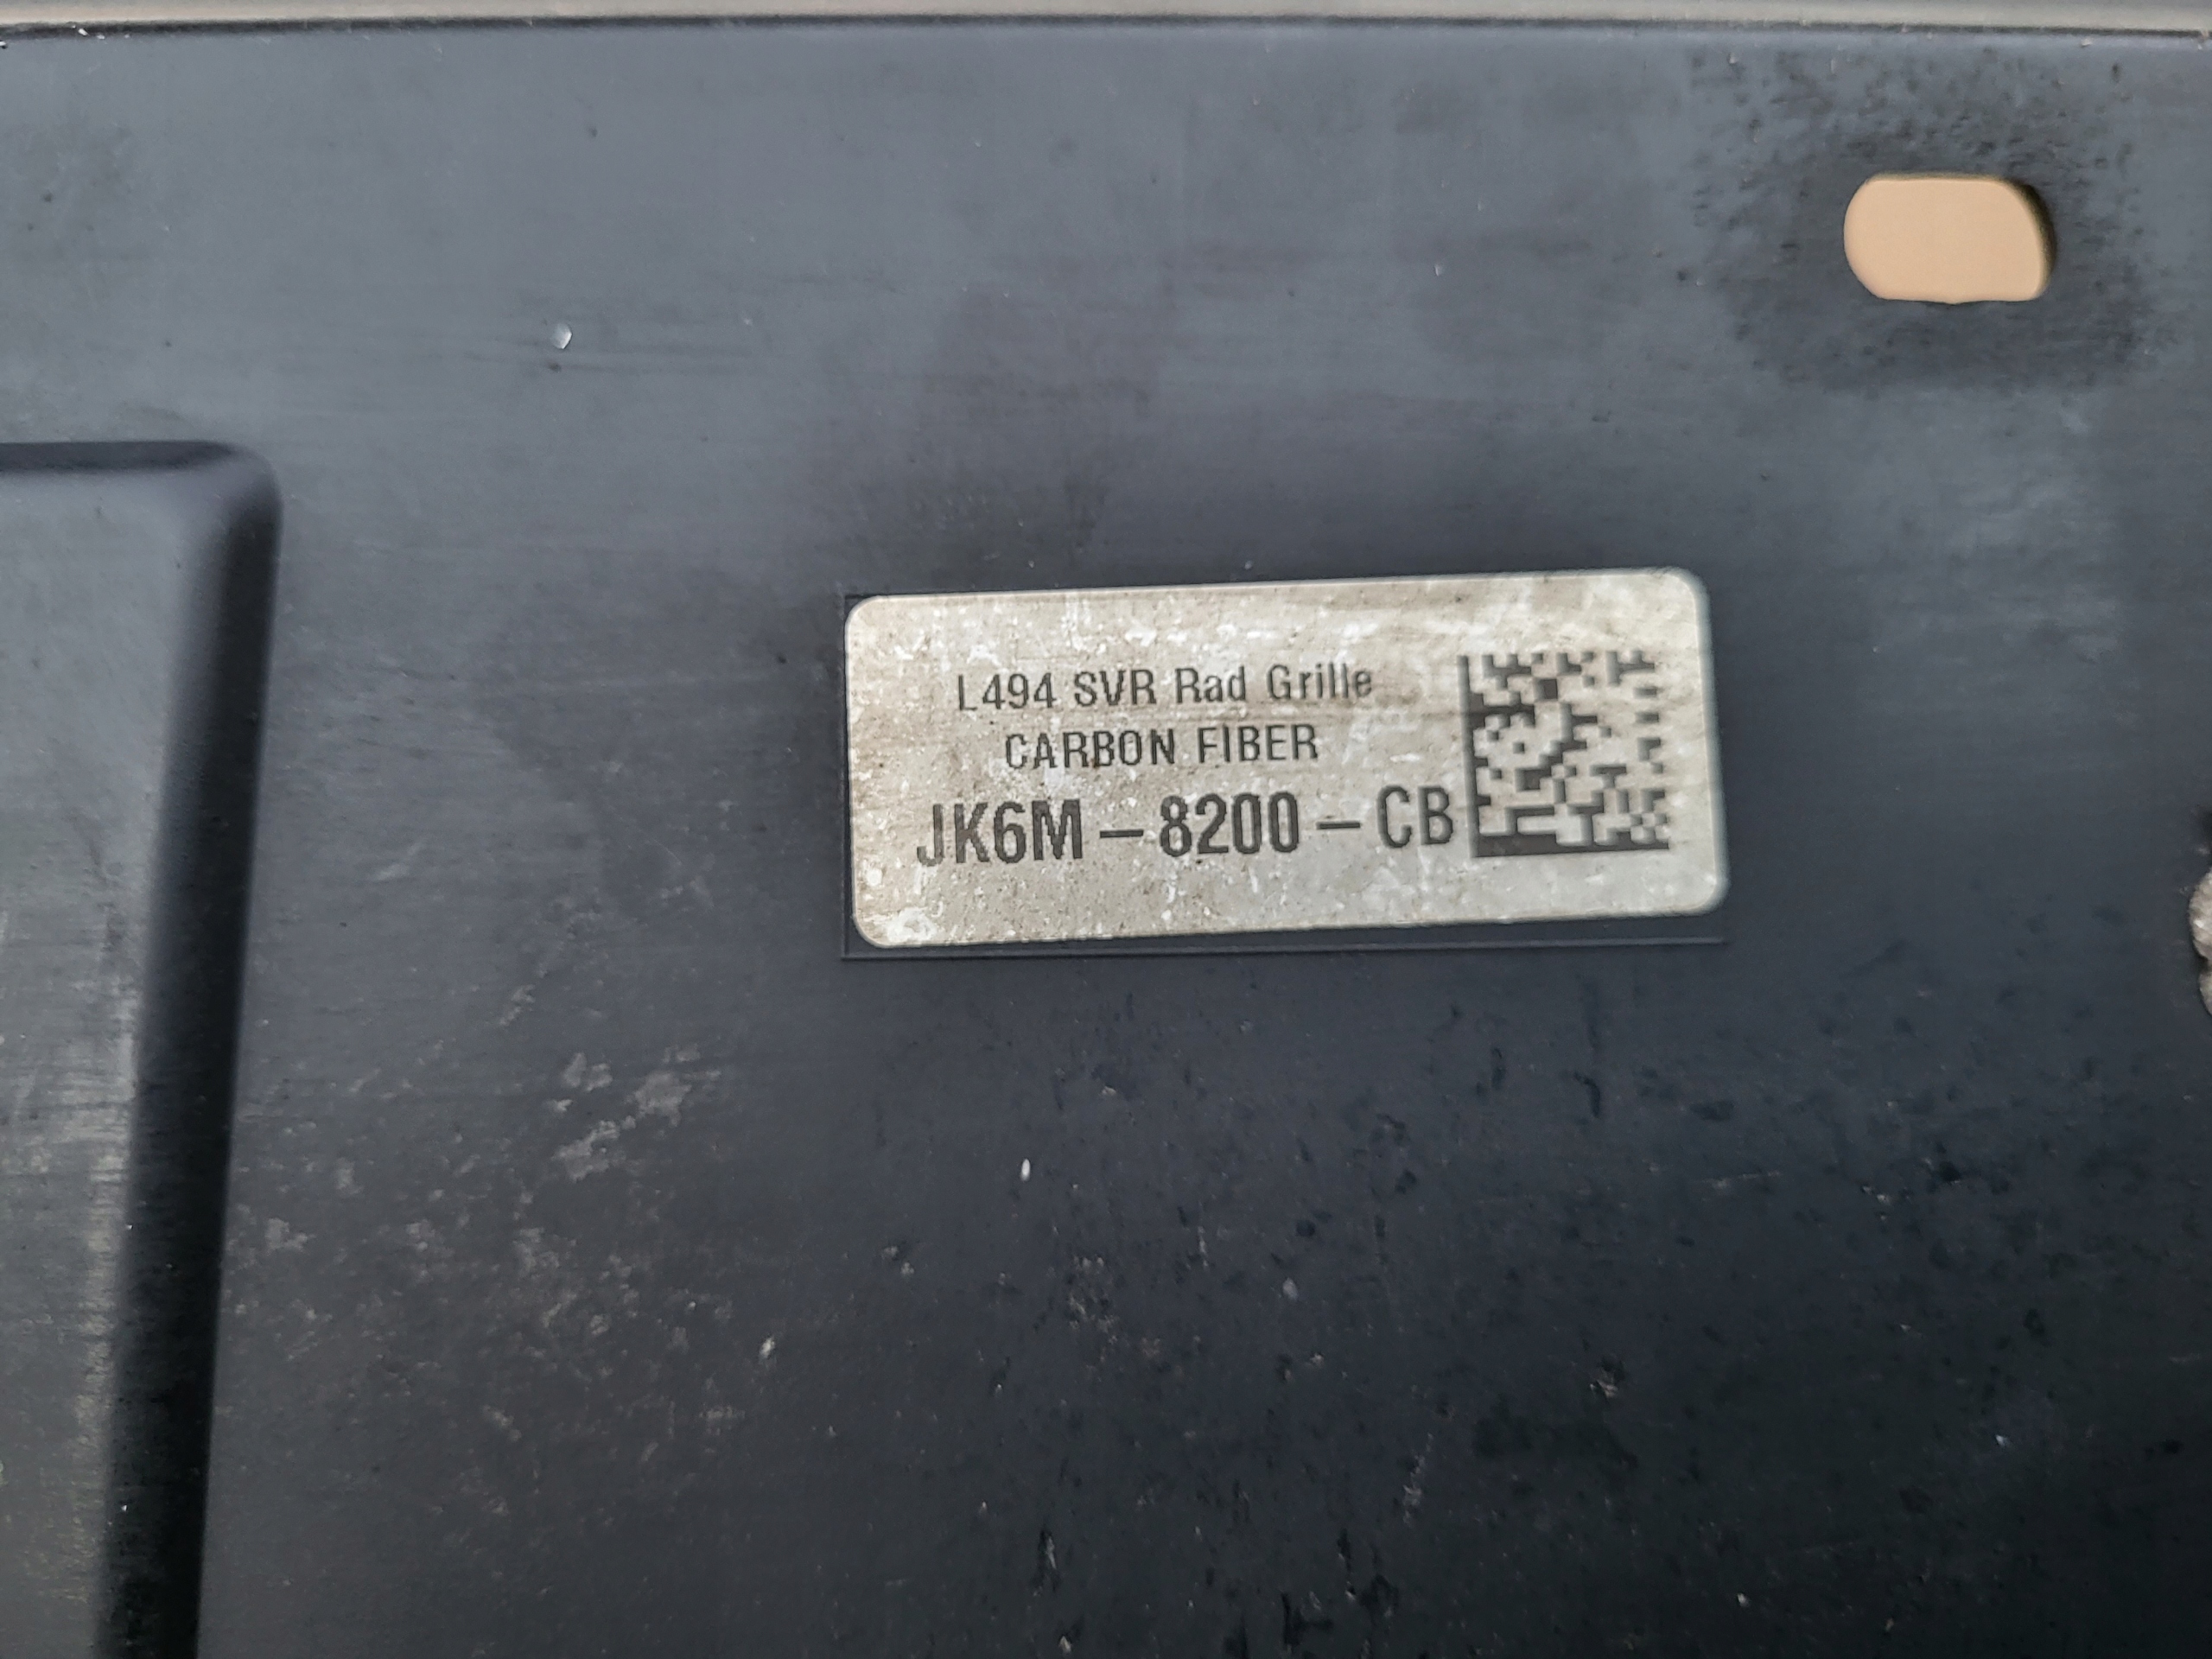 L494 SVR Rad Grille
CARBON FIBER
JK6M - 8200 - CB